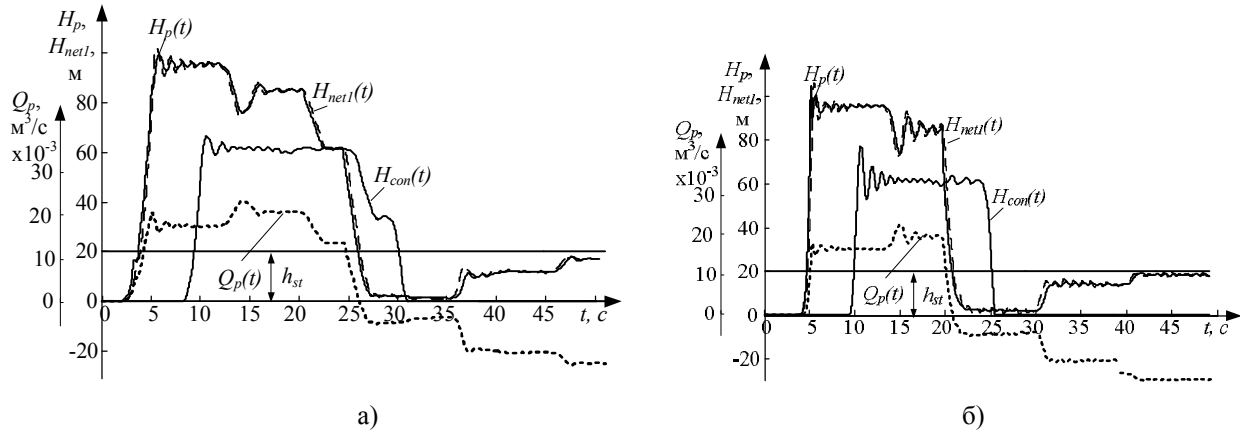 H_p,
H_net1,
м
H_p(t)
80
H_net1(t)
Q_p,
м³/с
x10⁻³
60
30
40
H_con(t)
20
20
10
Q_p(t)
h_st
0
0
0
5
10
15
20
25
30
35
40
45
t, c
-20
а)
H_p,
H_net1,
м
H_p(t)
80
H_net1(t)
Q_p,
м³/с
x10⁻³
60
30
40
H_con(t)
20
20
10
Q_p(t)
h_st
0
0
0
5
10
15
20
25
30
35
40
45
t, c
-20
б)